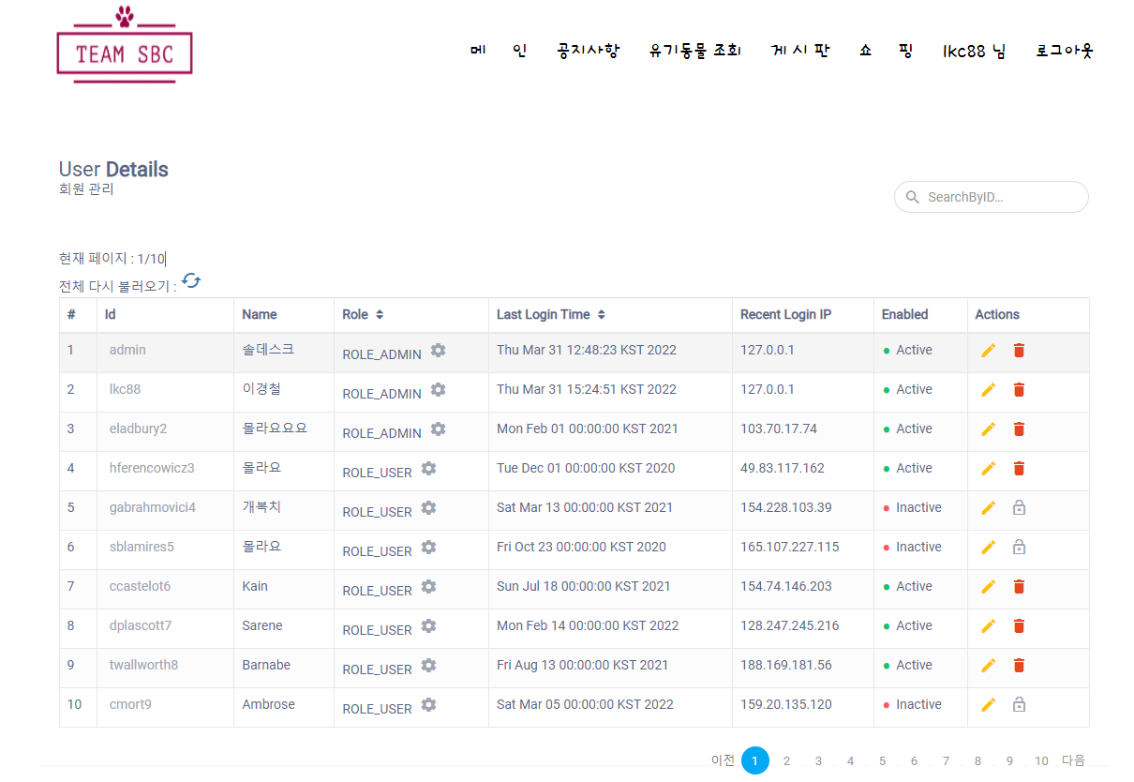 TEAM SBC
메 인 공지사항 유기동물 조회 게 시 판 쇼 핑 lkc88 님 로그아웃
User Details
회원 관리
SearchByID...
현재 페이지 : 1/10
전체 다시 불러오기 :
# Id Name Role Last Login Time Recent Login IP Enabled Actions
1 admin 솔데스크 ROLE_ADMIN Thu Mar 31 12:48:23 KST 2022 127.0.0.1 Active
2 lkc88 이경철 ROLE_ADMIN Thu Mar 31 15:24:51 KST 2022 127.0.0.1 Active
3 eladbury2 몰라요요요 ROLE_ADMIN Mon Feb 01 00:00:00 KST 2021 103.70.17.74 Active
4 hferencowicz3 몰라요 ROLE_USER Tue Dec 01 00:00:00 KST 2020 49.83.117.162 Active
5 gabrahmovici4 개복치 ROLE_USER Sat Mar 13 00:00:00 KST 2021 154.228.103.39 Inactive
6 sblamires5 몰라요 ROLE_USER Fri Oct 23 00:00:00 KST 2020 165.107.227.115 Inactive
7 ccastelot6 Kain ROLE_USER Sun Jul 18 00:00:00 KST 2021 154.74.146.203 Active
8 dplascott7 Sarene ROLE_USER Mon Feb 14 00:00:00 KST 2022 128.247.245.216 Active
9 twallworth8 Barnabe ROLE_USER Fri Aug 13 00:00:00 KST 2021 188.169.181.56 Active
10 cmort9 Ambrose ROLE_USER Sat Mar 05 00:00:00 KST 2022 159.20.135.120 Inactive
이전 1 2 3 4 5 6 7 8 9 10 다음